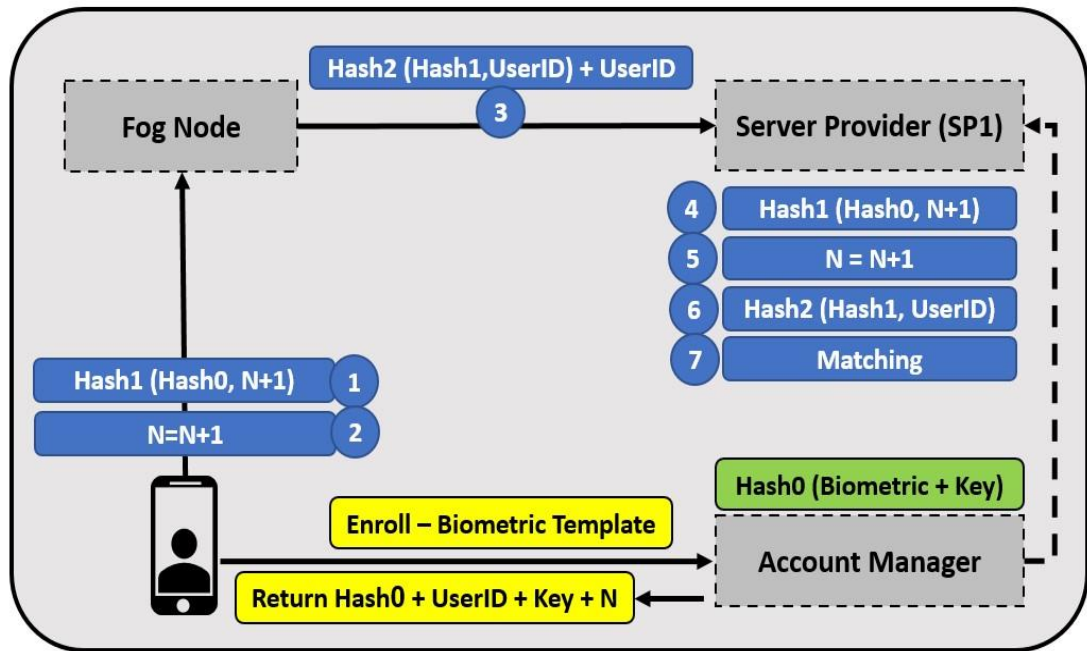 Hash2 (Hash1,UserID) + UserID
3
Fog Node
Server Provider (SP1)
4
Hash1 (Hash0, N+1)
5
N = N+1
6
Hash2 (Hash1, UserID)
7
Matching
Hash1 (Hash0, N+1)
1
N=N+1
2
Hash0 (Biometric + Key)
Enroll – Biometric Template
Account Manager
Return Hash0 + UserID + Key + N